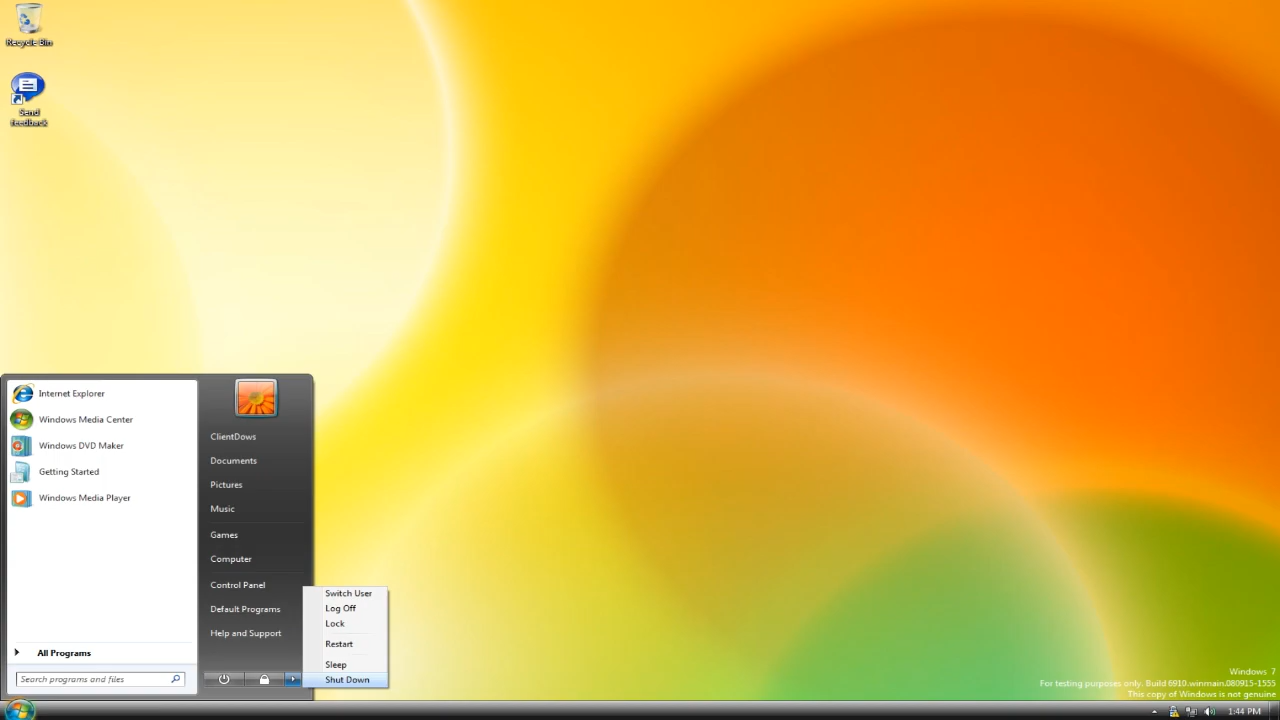 Recycle Bin
Send
feedback
Internet Explorer
Windows Media Center
Windows DVD Maker
Getting Started
Windows Media Player
All Programs
Search programs and files
ClientDows
Documents
Pictures
Music
Games
Computer
Control Panel
Default Programs
Help and Support
Switch User
Log Off
Lock
Restart
Sleep
Shut Down
Windows 7
For testing purposes only. Build 6910.winmain.080915-1555
This copy of Windows is not genuine
1:44 PM